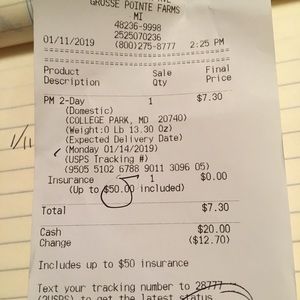 GROSSE POINTE FARMS
MI
48236-9998
2525070236
01/11/2019 (800)275-8777 2:25 PM
Product Sale Final
Description Qty Price
PM 2-Day 1 $7.30
(Domestic)
(COLLEGE PARK, MD 20740)
(Weight:0 Lb 13.30 Oz)
(Expected Delivery Date)
(Monday 01/14/2019)
(USPS Tracking #)
(9505 5102 6788 9011 3096 05)
Insurance 1 $0.00
(Up to $50.00 included)
Total $7.30
Cash $20.00
Change ($12.70)
Includes up to $50 insurance
Text your tracking number to 28777
(2USPS) to get the latest status
1/11